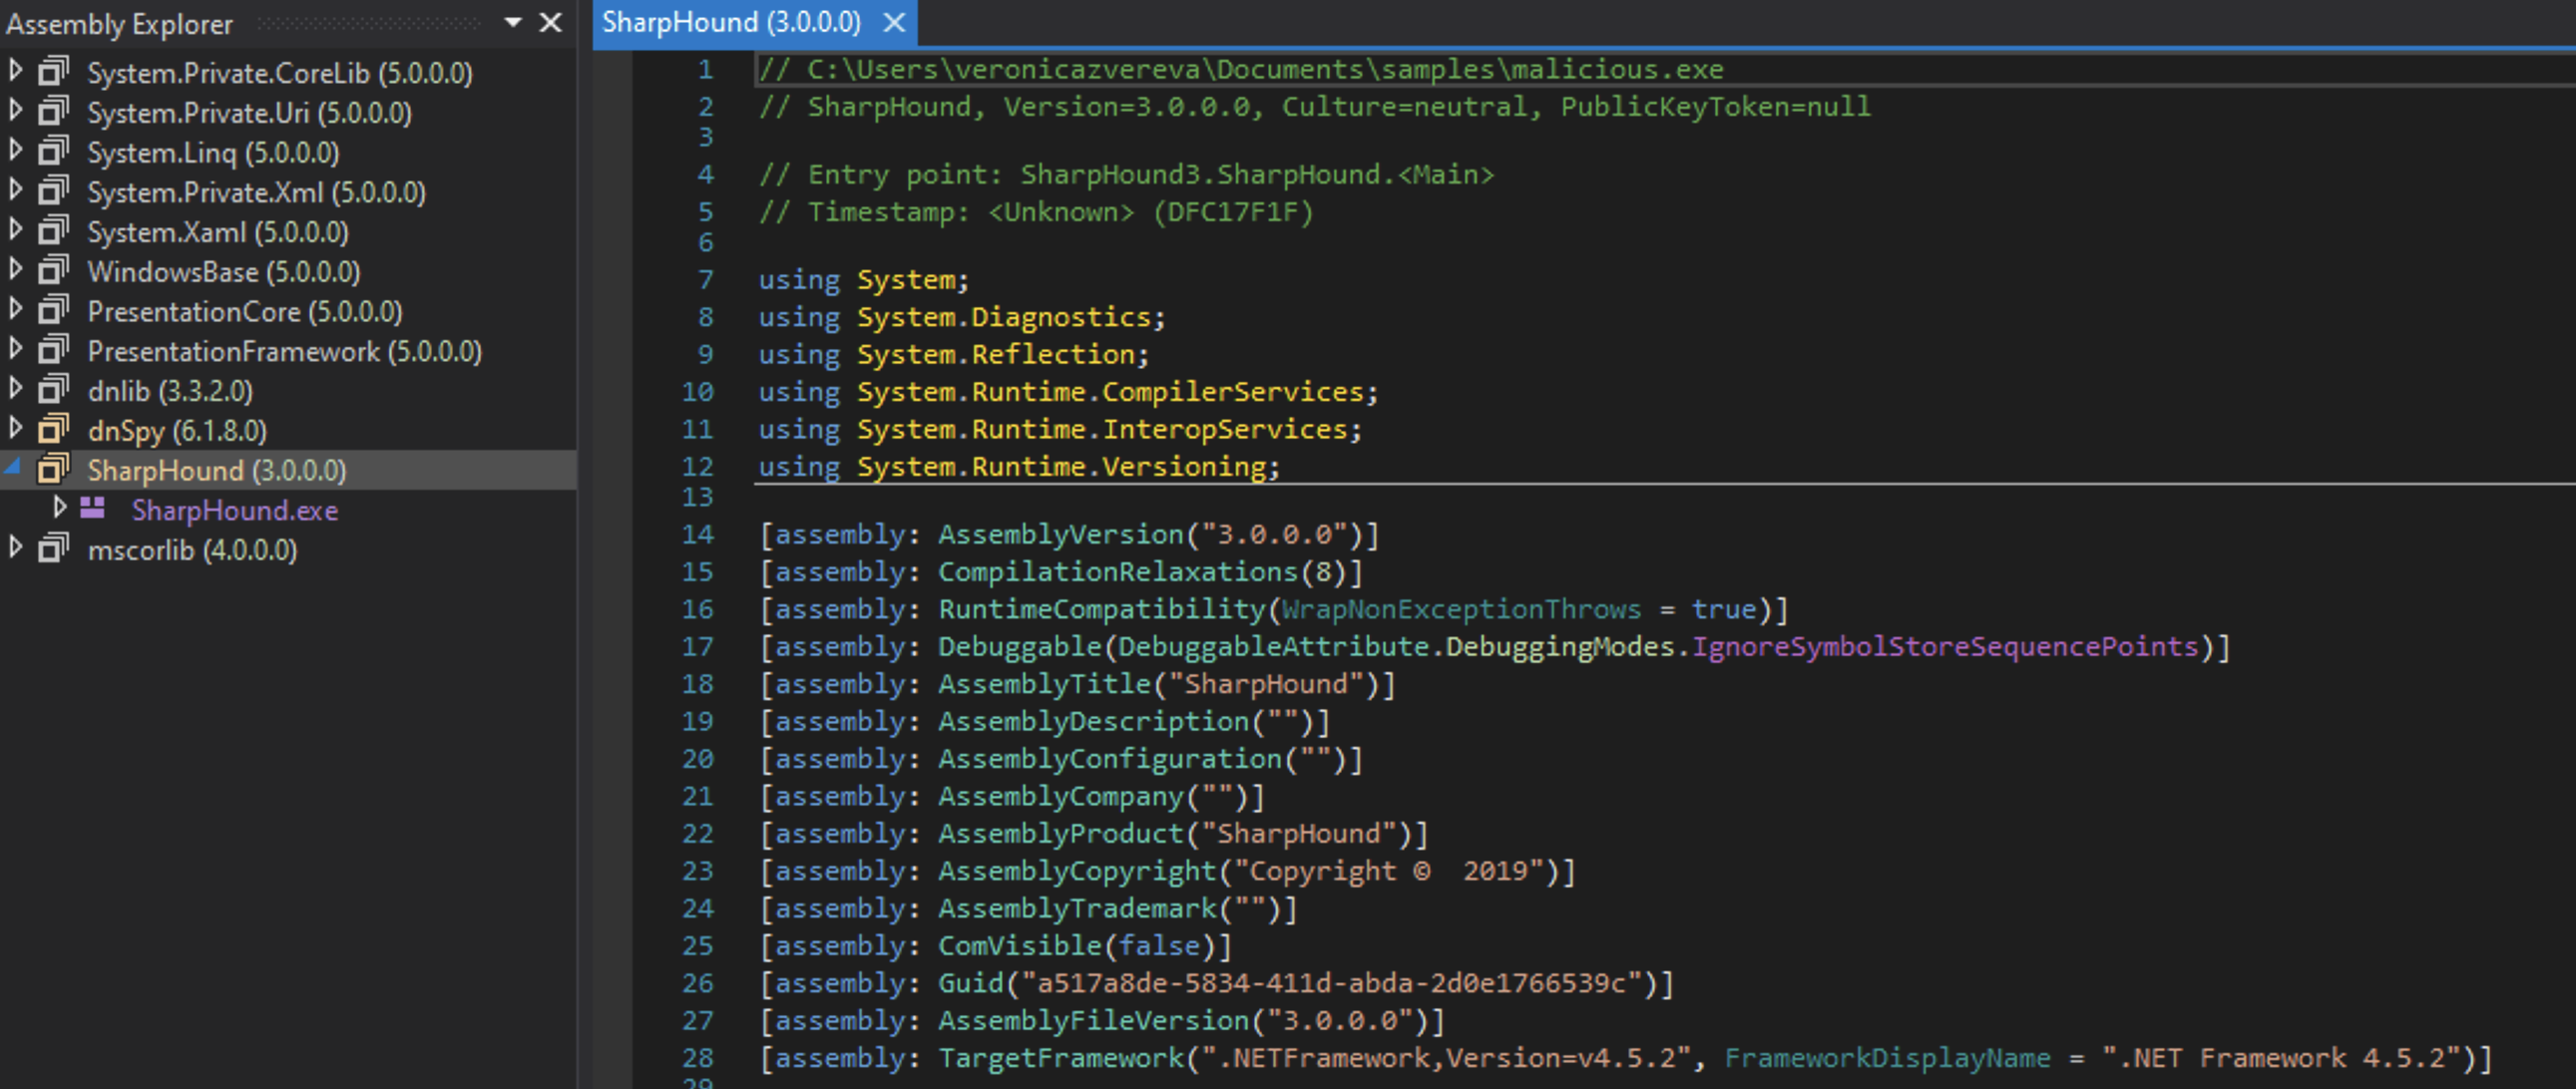 Assembly Explorer
System.Private.CoreLib (5.0.0.0)
System.Private.Uri (5.0.0.0)
System.Linq (5.0.0.0)
System.Private.Xml (5.0.0.0)
System.Xaml (5.0.0.0)
WindowsBase (5.0.0.0)
PresentationCore (5.0.0.0)
PresentationFramework (5.0.0.0)
dnlib (3.3.2.0)
dnSpy (6.1.8.0)
SharpHound (3.0.0.0)
SharpHound.exe
mscorlib (4.0.0.0)
SharpHound (3.0.0.0)
1 // C:\Users\veronicazvereva\Documents\samples\malicious.exe
2 // SharpHound, Version=3.0.0.0, Culture=neutral, PublicKeyToken=null
3
4 // Entry point: SharpHound3.SharpHound.<Main>
5 // Timestamp: <Unknown> (DFC17F1F)
6
7 using System;
8 using System.Diagnostics;
9 using System.Reflection;
10 using System.Runtime.CompilerServices;
11 using System.Runtime.InteropServices;
12 using System.Runtime.Versioning;
13
14 [assembly: AssemblyVersion("3.0.0.0")]
15 [assembly: CompilationRelaxations(8)]
16 [assembly: RuntimeCompatibility(WrapNonExceptionThrows = true)]
17 [assembly: Debuggable(DebuggableAttribute.DebuggingModes.IgnoreSymbolStoreSequencePoints)]
18 [assembly: AssemblyTitle("SharpHound")]
19 [assembly: AssemblyDescription("")]
20 [assembly: AssemblyConfiguration("")]
21 [assembly: AssemblyCompany("")]
22 [assembly: AssemblyProduct("SharpHound")]
23 [assembly: AssemblyCopyright("Copyright ©  2019")]
24 [assembly: AssemblyTrademark("")]
25 [assembly: ComVisible(false)]
26 [assembly: Guid("a517a8de-5834-411d-abda-2d0e1766539c")]
27 [assembly: AssemblyFileVersion("3.0.0.0")]
28 [assembly: TargetFramework(".NETFramework,Version=v4.5.2", FrameworkDisplayName = ".NET Framework 4.5.2")]
29